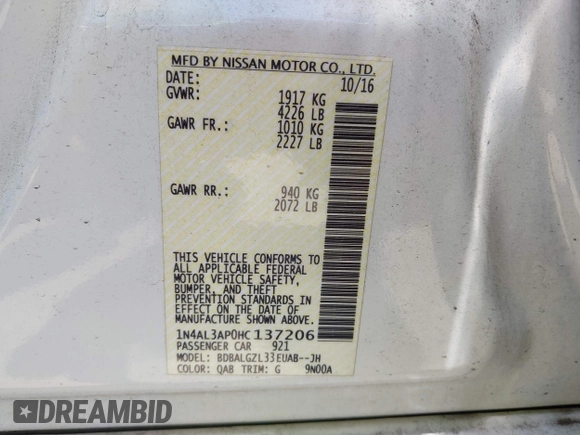 MFD BY NISSAN MOTOR CO., LTD.
DATE: 10/16
GVWR: 1917 KG
4226 LB
GAWR FR.: 1010 KG
2227 LB
GAWR RR.: 940 KG
2072 LB
THIS VEHICLE CONFORMS TO
ALL APPLICABLE FEDERAL
MOTOR VEHICLE SAFETY,
BUMPER, AND THEFT
PREVENTION STANDARDS IN
EFFECT ON THE DATE OF
MANUFACTURE SHOWN ABOVE.
1N4AL3AP0HC137206
PASSENGER CAR 921
MODEL: BDBALGZL33EUAB--JH
COLOR: QAB TRIM: G 9N00A
DREAMBID